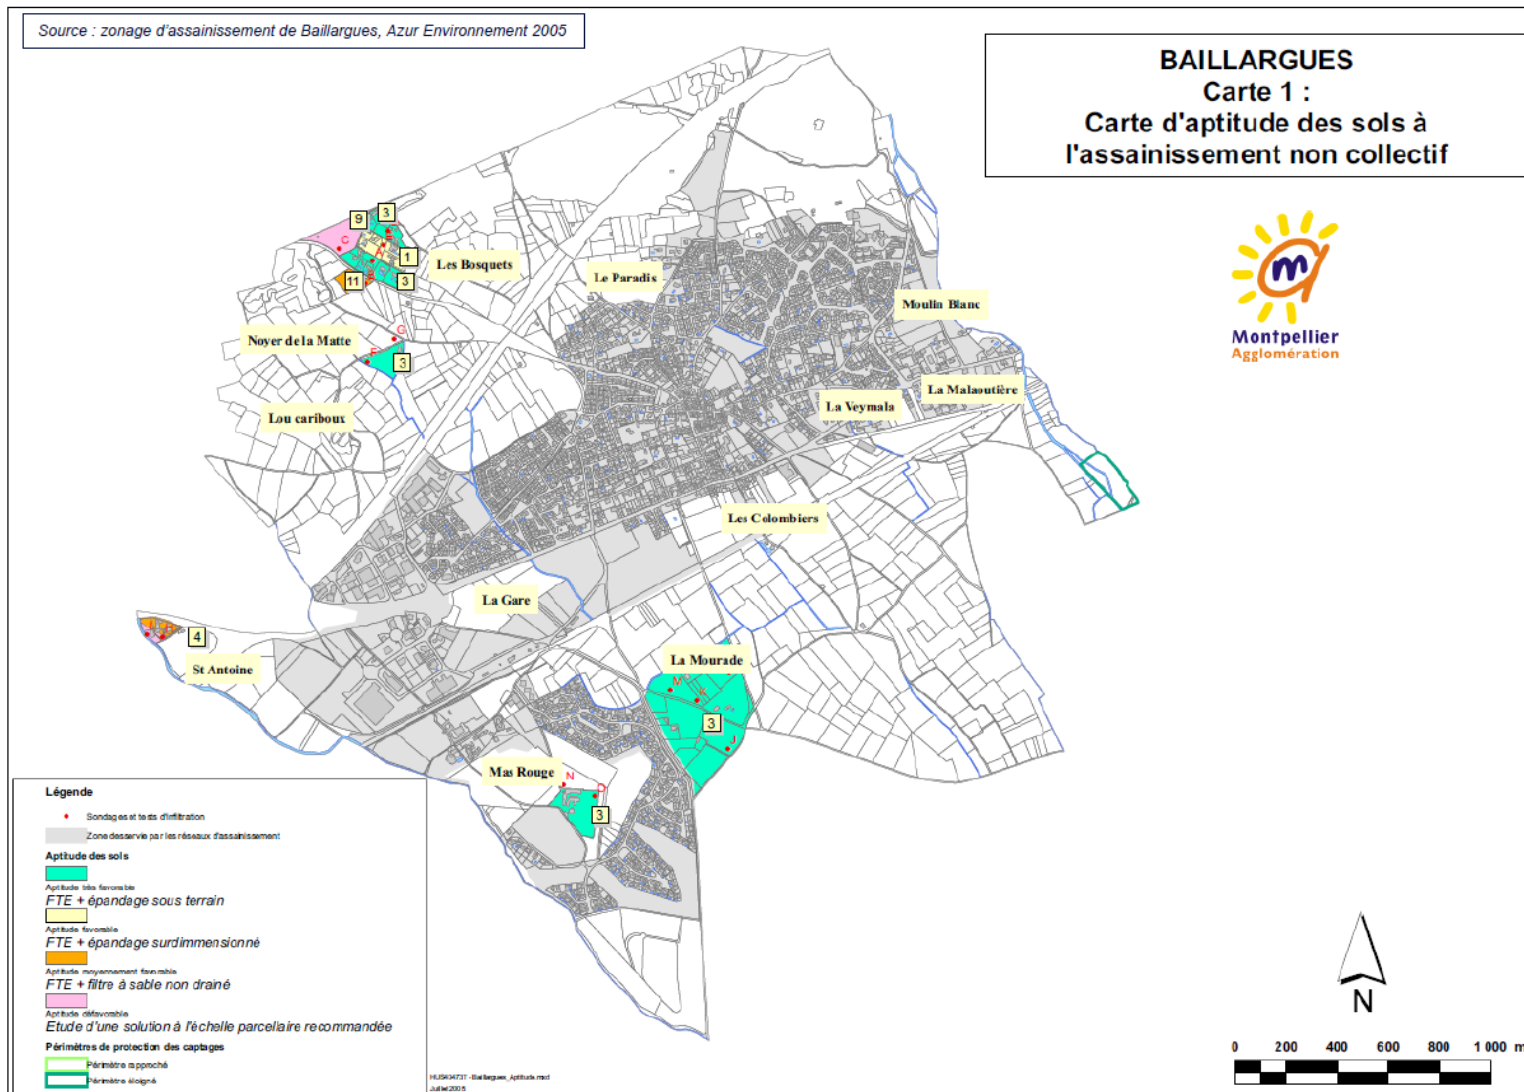 Source : zonage d'assainissement de Baillargues, Azur Environnement 2005
BAILLARGUES
Carte 1 :
Carte d'aptitude des sols à
l'assainissement non collectif
Montpellier
Agglomération
9
3
C
1
A
11
3
Les Bosquets
Le Paradis
Moulin Blanc
Noyer de la Matte
G
F
3
La Malaoutière
La Veymala
Lou cariboux
Les Colombiers
La Gare
4
St Antoine
La Mourade
M
K
3
J
Mas Rouge
N
O
3
Légende
Sondages et tests d'infiltration
Zone desservie par les réseaux d'assainissement
Aptitude des sols
Aptitude très favorable
FTE + épandage sous terrain
Aptitude favorable
FTE + épandage surdimmensionné
Aptitude moyennement favorable
FTE + filtre à sable non drainé
Aptitude défavorable
Etude d'une solution à l'échelle parcellaire recommandée
Périmètres de protection des captages
Périmètre rapproché
Périmètre éloigné
Juillet 2005
N
0 200 400 600 800 1 000 m